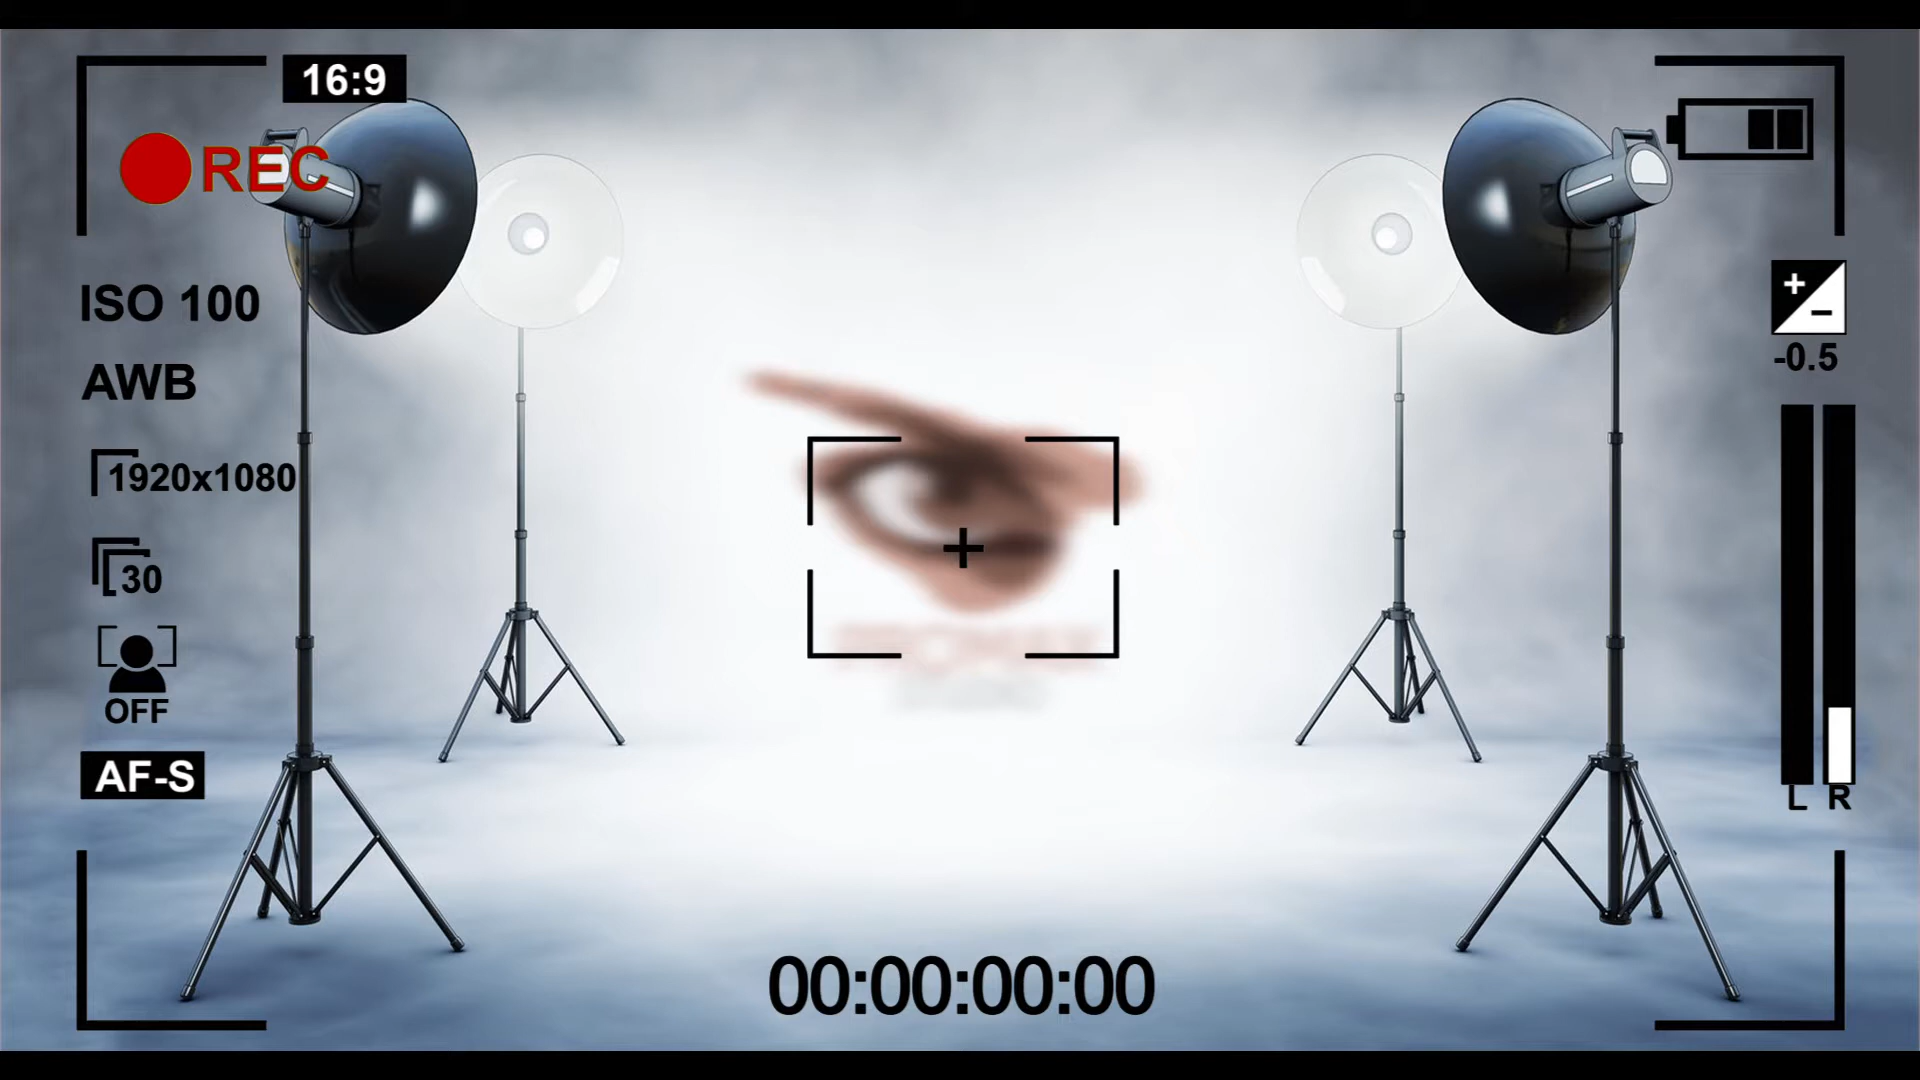 16:9
REC
ISO 100
AWB
1920x1080
30
OFF
AF-S
+
-
-0.5
L R
00:00:00:00